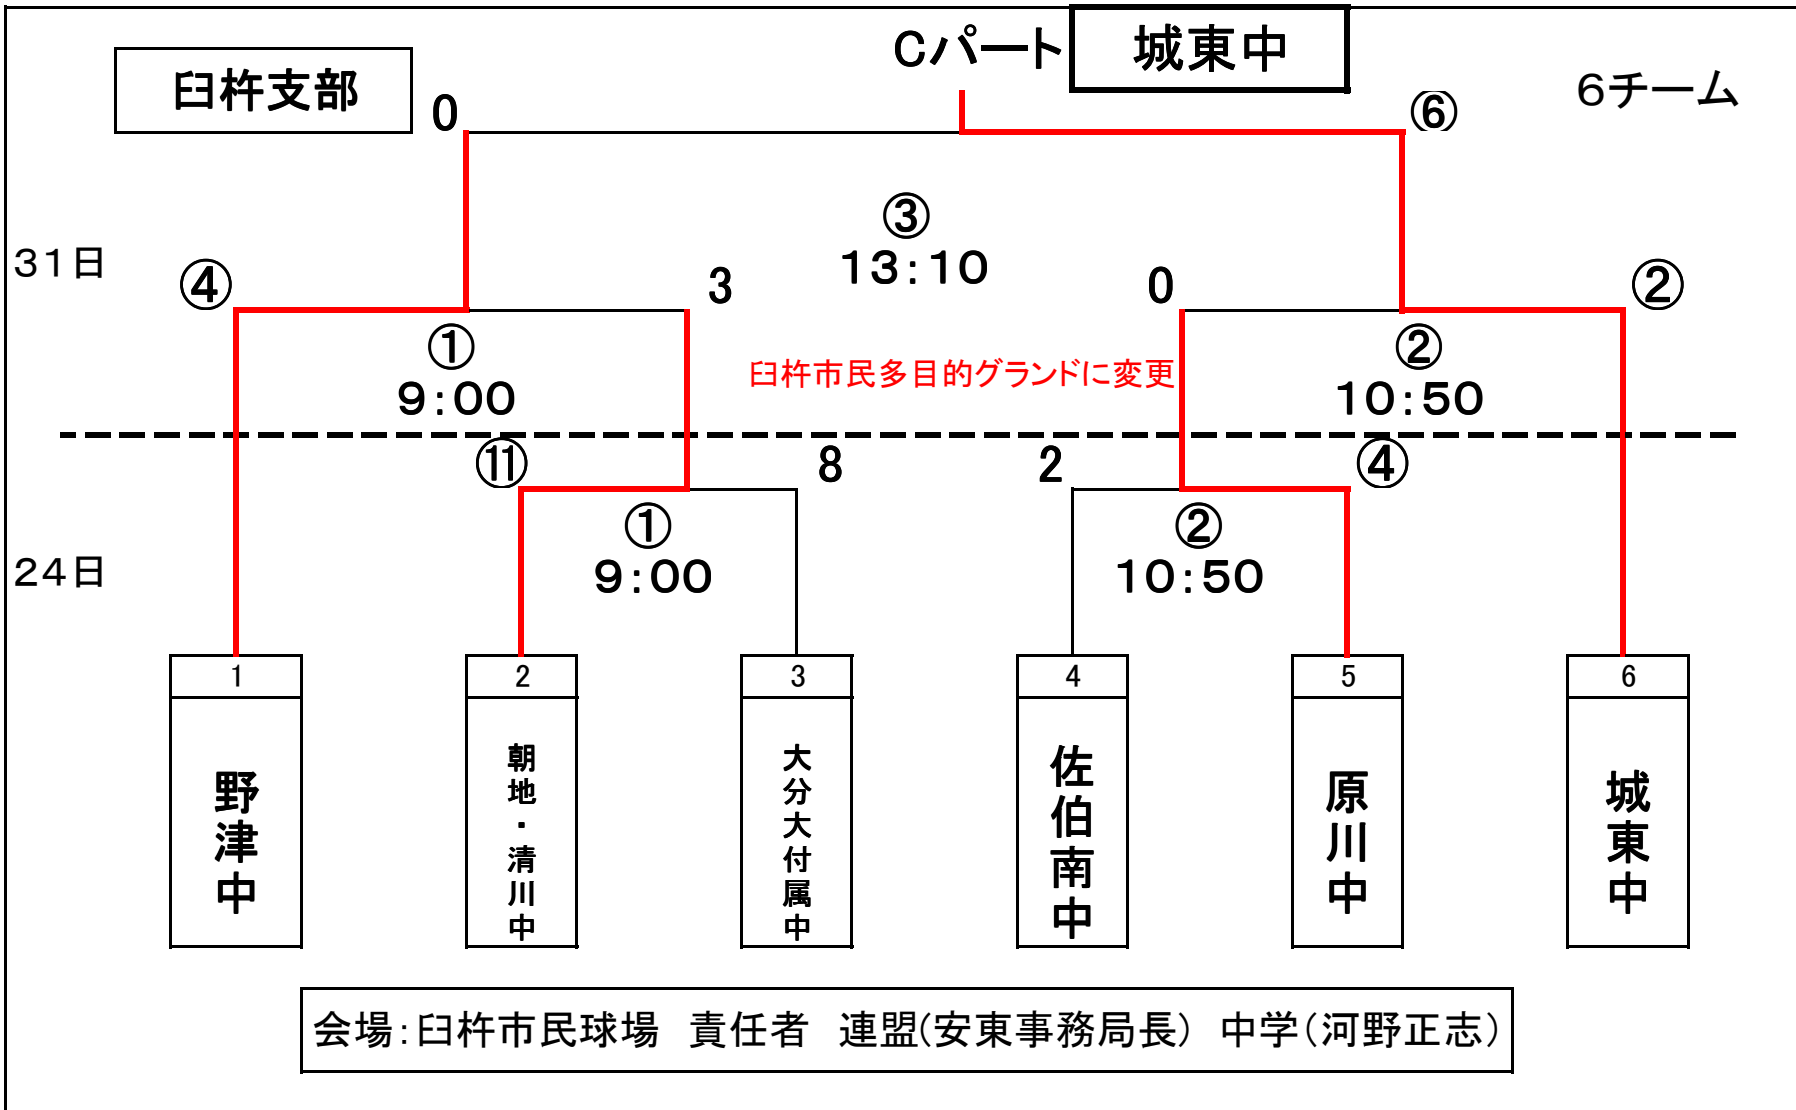 Cパート 城東中
臼杵支部
6チーム
0
⑥
③
13:10
31日
④
3
0
②
①
9:00
臼杵市民多目的グランドに変更
②
10:50
⑪
8
2
④
①
9:00
②
10:50
24日
1
2
3
4
5
6
野津中
朝地・清川中
大分大付属中
佐伯南中
原川中
城東中
会場:臼杵市民球場 責任者 連盟(安東事務局長) 中学(河野正志)